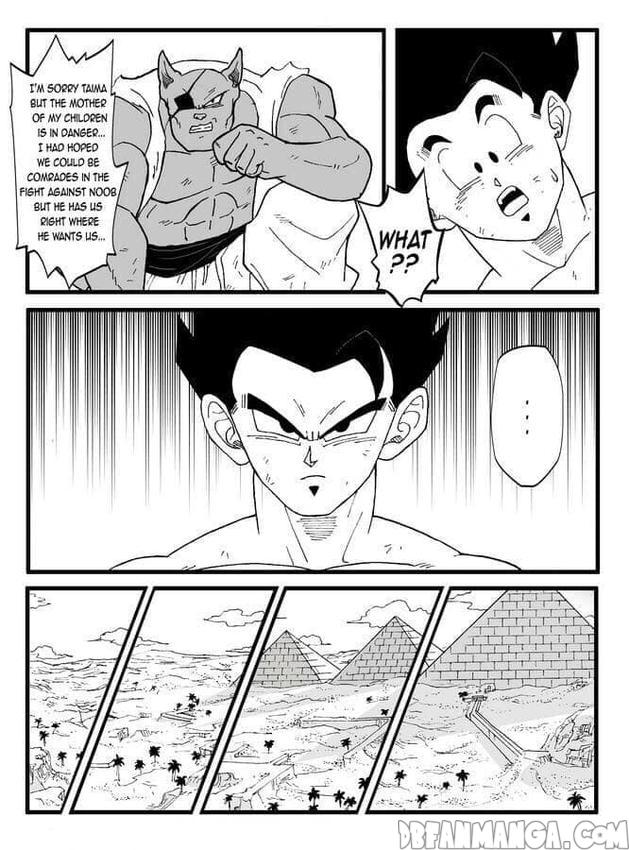 I'M SORRY TAIMA
BUT THE MOTHER
OF MY CHILDREN
IS IN DANGER...
I HAD HOPED
WE COULD BE
COMRADES IN THE
FIGHT AGAINST NOOB
BUT HE HAS US
RIGHT WHERE
HE WANTS US...
WHAT
??
...
DBFANMANGA.COM